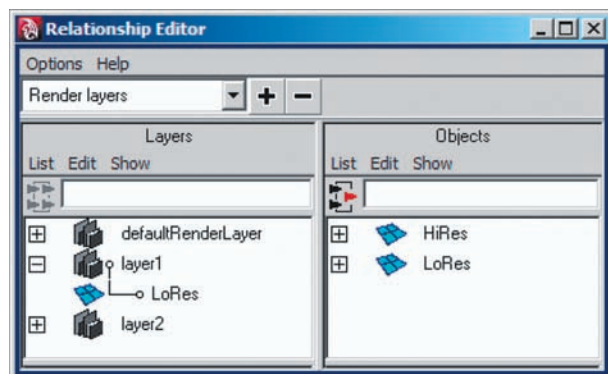 Relationship Editor
Options Help
Render layers
Layers
List Edit Show
defaultRenderLayer
layer1
LoRes
layer2
Objects
List Edit Show
HiRes
LoRes